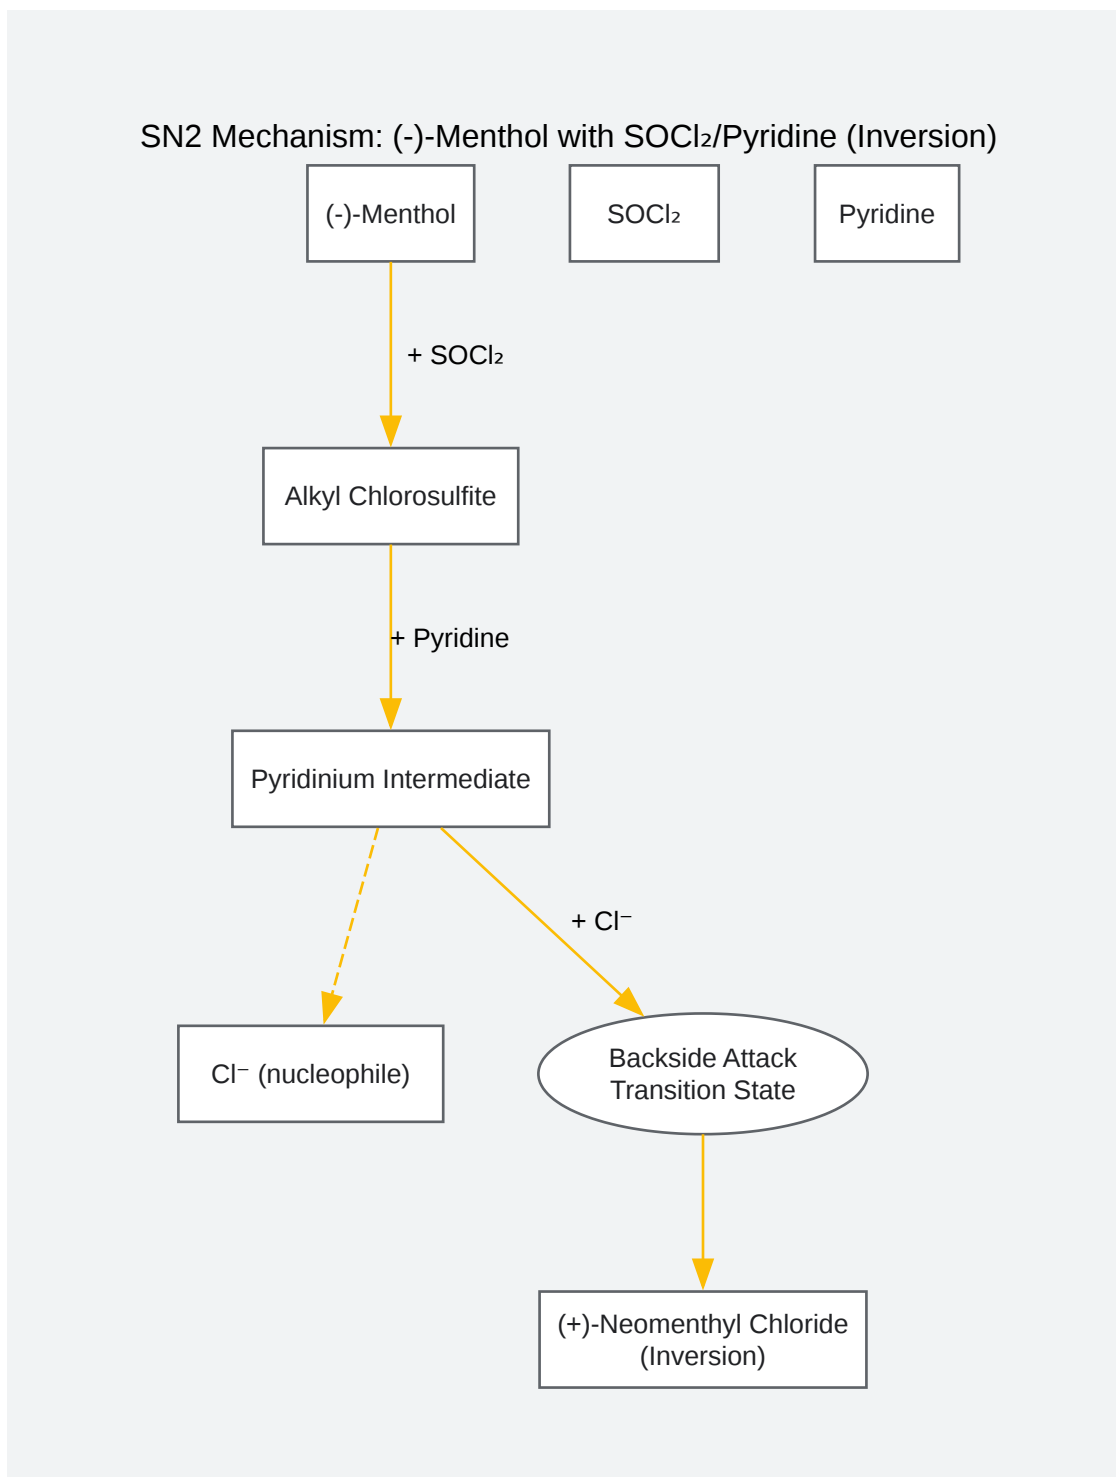 SN2 Mechanism: (-)-Menthol with SOCl₂/Pyridine (Inversion)
(-)-Menthol
SOCl₂
Pyridine
+ SOCl₂
Alkyl Chlorosulfite
+ Pyridine
Pyridinium Intermediate
+ Cl⁻
Cl⁻ (nucleophile)
Backside Attack
Transition State
(+)-Neomenthyl Chloride
(Inversion)